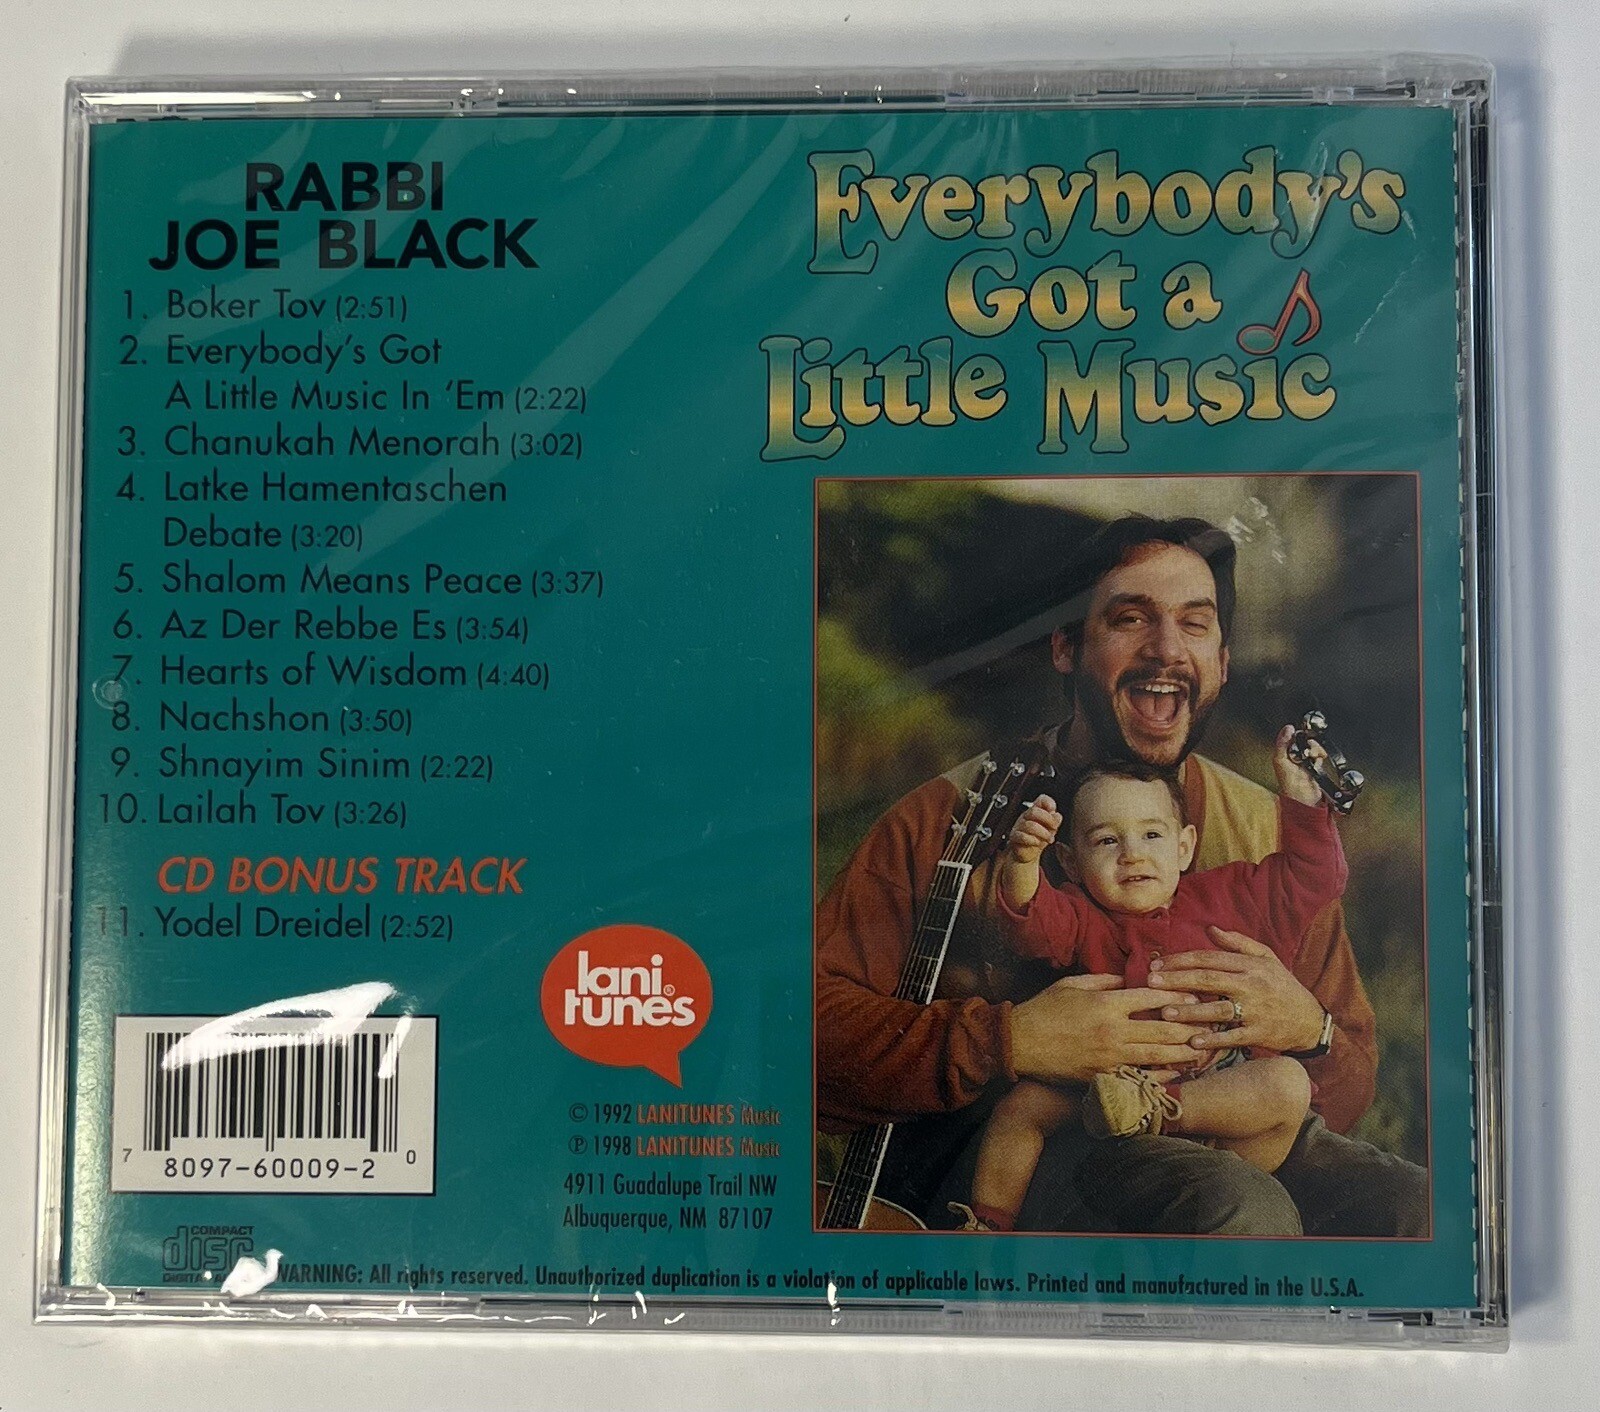 RABBI
JOE BLACK
1. Boker Tov (2:51)
2. Everybody's Got
A Little Music In 'Em (2:22)
3. Chanukah Menorah (3:02)
4. Latke Hamentaschen
Debate (3:20)
5. Shalom Means Peace (3:37)
6. Az Der Rebbe Es (3:54)
7. Hearts of Wisdom (4:40)
8. Nachshon (3:50)
9. Shnayim Sinim (2:22)
10. Lailah Tov (3:26)
CD BONUS TRACK
11. Yodel Dreidel (2:52)
Everybody's
Got a
Little Music
lani®
tunes
© 1992 LANITUNES Music
℗ 1998 LANITUNES Music
4911 Guadalupe Trail NW
Albuquerque, NM 87107
7 8097-60009-2 0
COMPACT
disc
WARNING: All rights reserved. Unauthorized duplication is a violation of applicable laws. Printed and manufactured in the U.S.A.